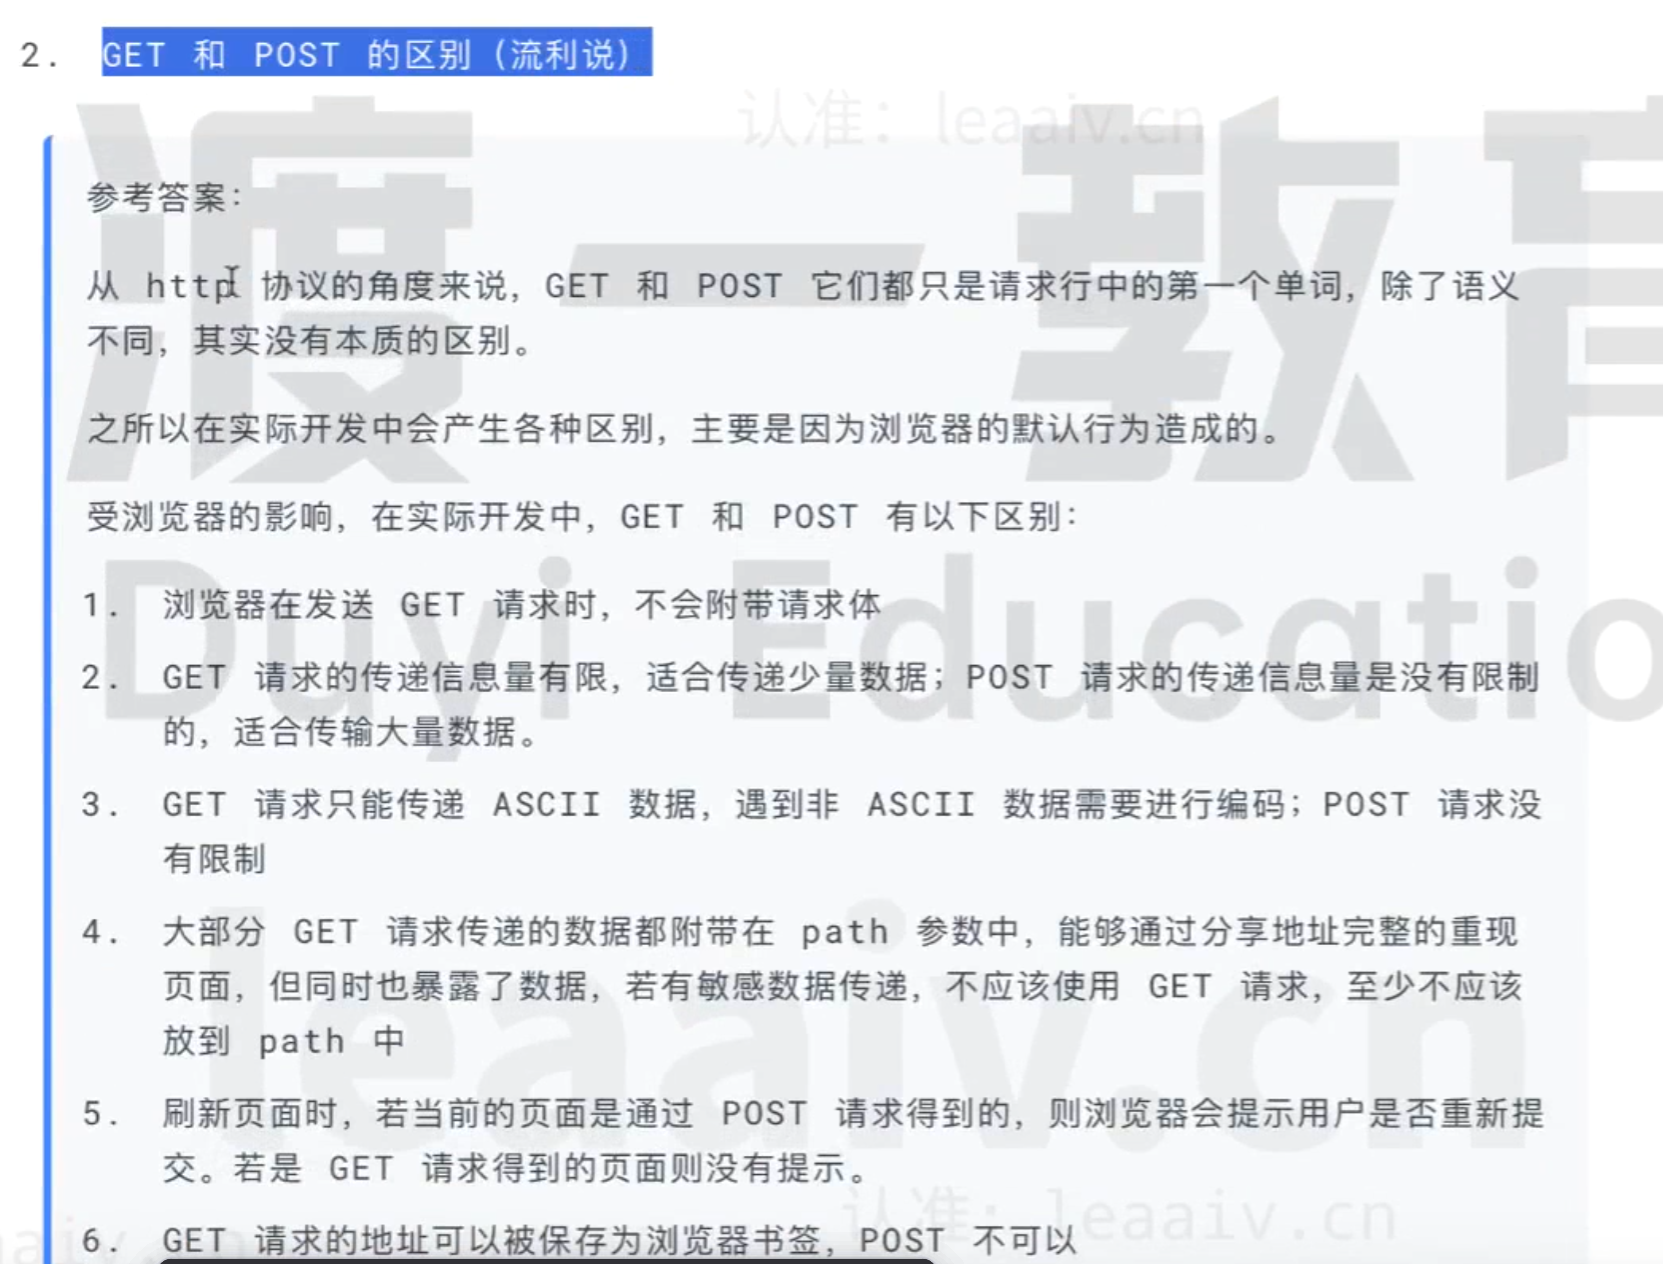 2. GET 和 POST 的区别（流利说）
认准：leaaiv.cn
渡一教育
参考答案：
从 http 协议的角度来说，GET 和 POST 它们都只是请求行中的第一个单词，除了语义
不同，其实没有本质的区别。
之所以在实际开发中会产生各种区别，主要是因为浏览器的默认行为造成的。
受浏览器的影响，在实际开发中，GET 和 POST 有以下区别：
Duyi Educatio
1. 浏览器在发送 GET 请求时，不会附带请求体
2. GET 请求的传递信息量有限，适合传递少量数据；POST 请求的传递信息量是没有限制
的，适合传输大量数据。
3. GET 请求只能传递 ASCII 数据，遇到非 ASCII 数据需要进行编码；POST 请求没
有限制
4. 大部分 GET 请求传递的数据都附带在 path 参数中，能够通过分享地址完整的重现
页面，但同时也暴露了数据，若有敏感数据传递，不应该使用 GET 请求，至少不应该
放到 path 中
leaaiv.cn
5. 刷新页面时，若当前的页面是通过 POST 请求得到的，则浏览器会提示用户是否重新提
交。若是 GET 请求得到的页面则没有提示。
认准：leaaiv.cn
6. GET 请求的地址可以被保存为浏览器书签，POST 不可以